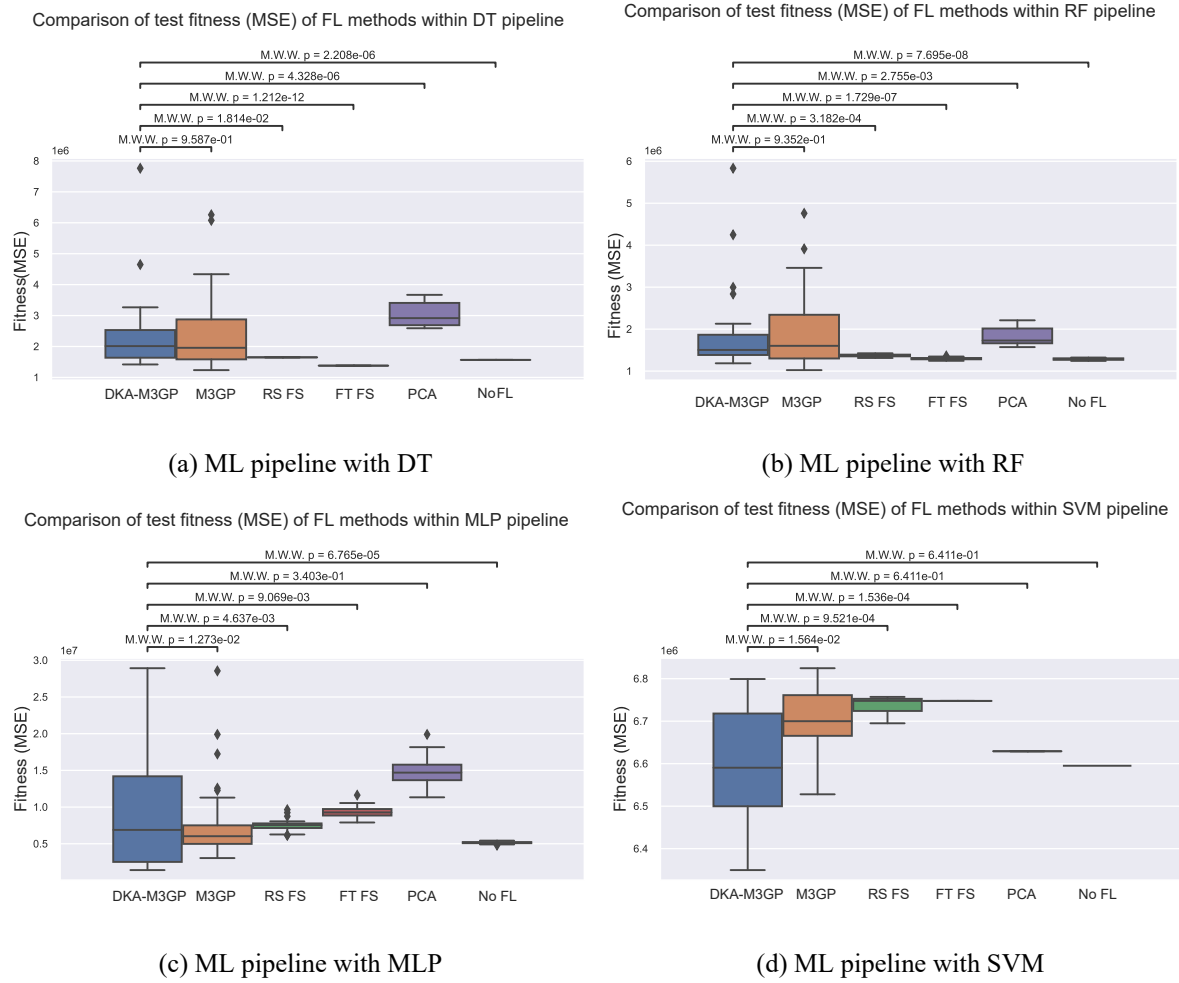 Comparison of test fitness (MSE) of FL methods within DT pipeline
M.W.W. p = 2.208e-06
M.W.W. p = 4.328e-06
M.W.W. p = 1.212e-12
M.W.W. p = 1.814e-02
M.W.W. p = 9.587e-01
1e6
8
7
6
5
4
3
2
1
Fitness(MSE)
DKA-M3GP M3GP RS FS FT FS PCA NoFL
(a) ML pipeline with DT
Comparison of test fitness (MSE) of FL methods within RF pipeline
M.W.W. p = 7.695e-08
M.W.W. p = 2.755e-03
M.W.W. p = 1.729e-07
M.W.W. p = 3.182e-04
M.W.W. p = 9.352e-01
1e6
6
5
4
3
2
1
Fitness (MSE)
DKA-M3GP M3GP RS FS FT FS PCA No FL
(b) ML pipeline with RF
Comparison of test fitness (MSE) of FL methods within MLP pipeline
M.W.W. p = 6.765e-05
M.W.W. p = 3.403e-01
M.W.W. p = 9.069e-03
M.W.W. p = 4.637e-03
M.W.W. p = 1.273e-02
1e7
3.0
2.5
2.0
1.5
1.0
0.5
Fitness (MSE)
DKA-M3GP M3GP RS FS FT FS PCA No FL
(c) ML pipeline with MLP
Comparison of test fitness (MSE) of FL methods within SVM pipeline
M.W.W. p = 6.411e-01
M.W.W. p = 6.411e-01
M.W.W. p = 1.536e-04
M.W.W. p = 9.521e-04
M.W.W. p = 1.564e-02
1e6
6.8
6.7
6.6
6.5
6.4
Fitness (MSE)
DKA-M3GP M3GP RS FS FT FS PCA No FL
(d) ML pipeline with SVM